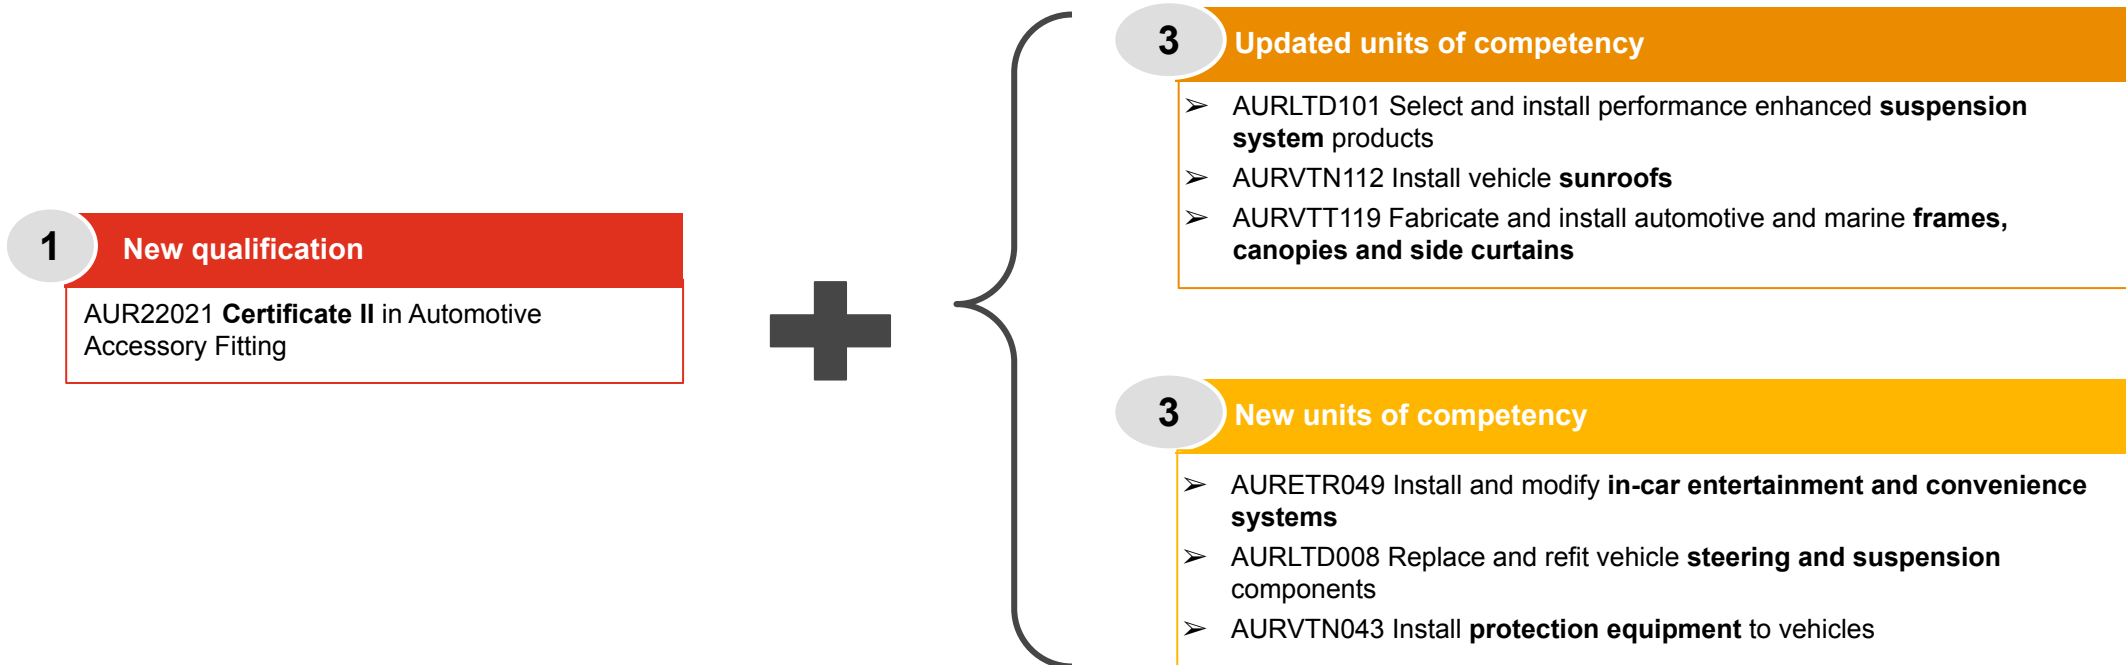 1
New qualification
AUR22021 Certificate II in Automotive
Accessory Fitting
3
Updated units of competency
➢ AURLTD101 Select and install performance enhanced suspension
system products
➢ AURVTN112 Install vehicle sunroofs
➢ AURVTT119 Fabricate and install automotive and marine frames,
canopies and side curtains
3
New units of competency
➢ AURETR049 Install and modify in-car entertainment and convenience
systems
➢ AURLTD008 Replace and refit vehicle steering and suspension
components
➢ AURVTN043 Install protection equipment to vehicles